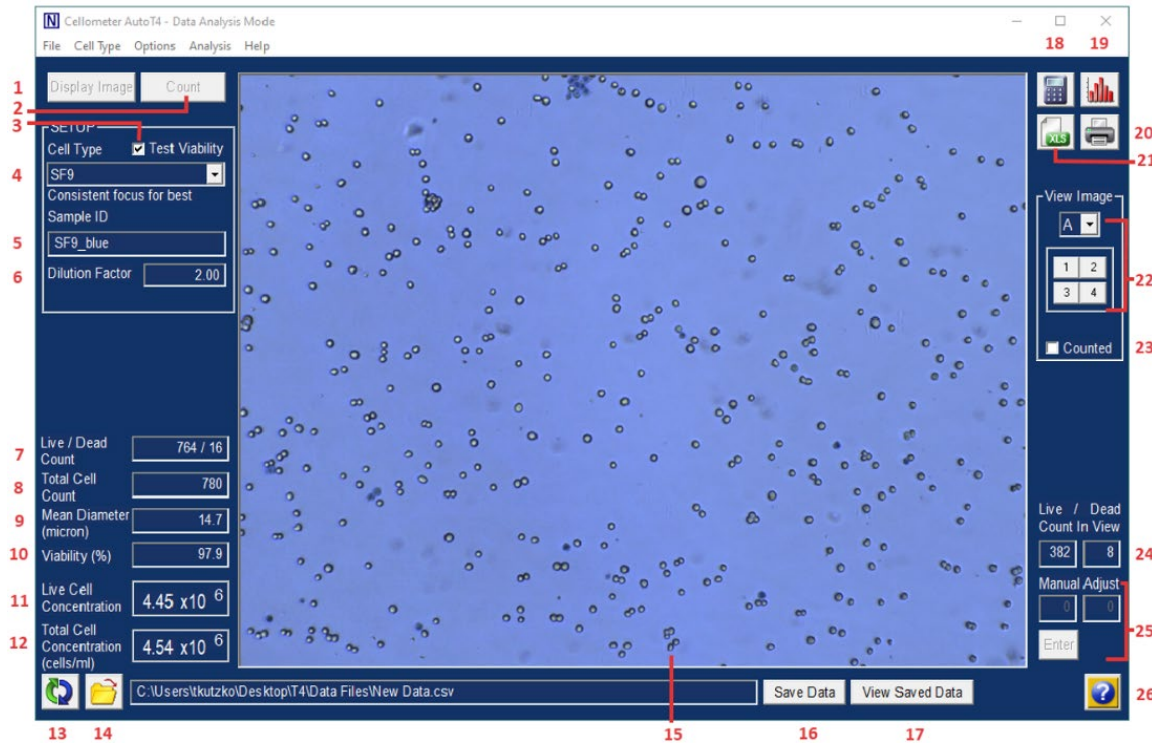 Cellometer AutoT4 - Data Analysis Mode
File Cell Type Options Analysis Help
18 19
1 Display Image Count
2
3
SETUP
Cell Type Test Viability
4 SF9
Consistent focus for best
Sample ID
5 SF9_blue
6 Dilution Factor 2.00
XLS
20
21
View Image
A
1 2
3 4
22
Counted 23
7 Live / Dead
Count 764 / 16
8 Total Cell
Count 780
9 Mean Diameter
(micron) 14.7
10 Viability (%) 97.9
11 Live Cell
Concentration 4.45 x10 6
12 Total Cell
Concentration
(cells/ml) 4.54 x10 6
Live / Dead
Count In View
382 8 24
Manual Adjust
0 0
25
Enter
C:\Users\tkutzko\Desktop\T4\Data Files\New Data.csv Save Data View Saved Data ? 26
13 14 15 16 17